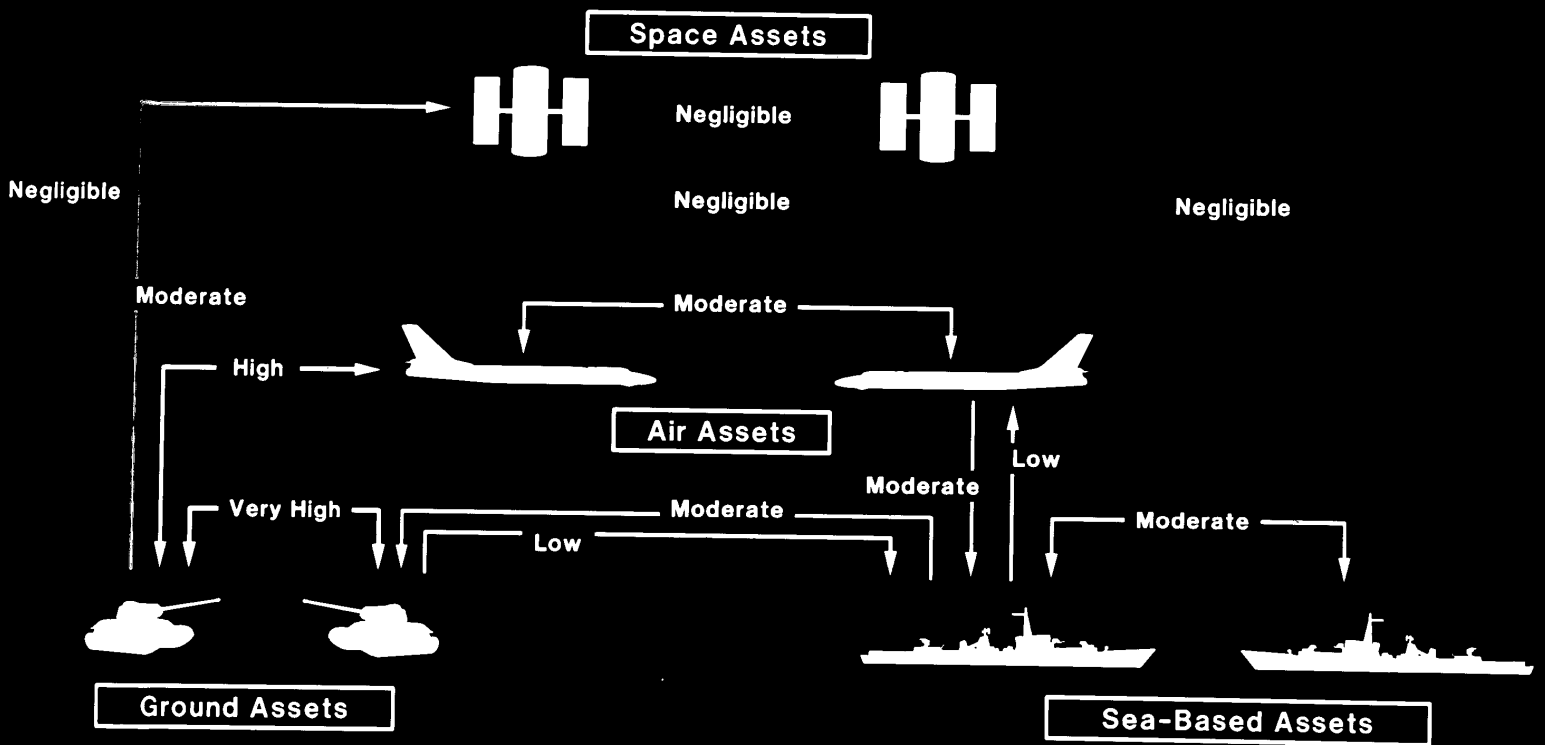 Space Assets
Negligible
Negligible
Negligible
Negligible
Moderate
Moderate
High
Air Assets
Low
Moderate
Very High
Moderate
Moderate
Low
Ground Assets
Sea-Based Assets